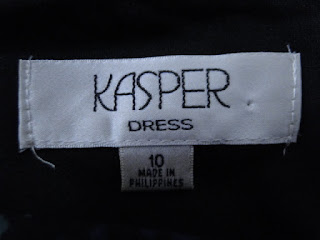 KASPER
DRESS
10
MADE IN
PHILIPPINES